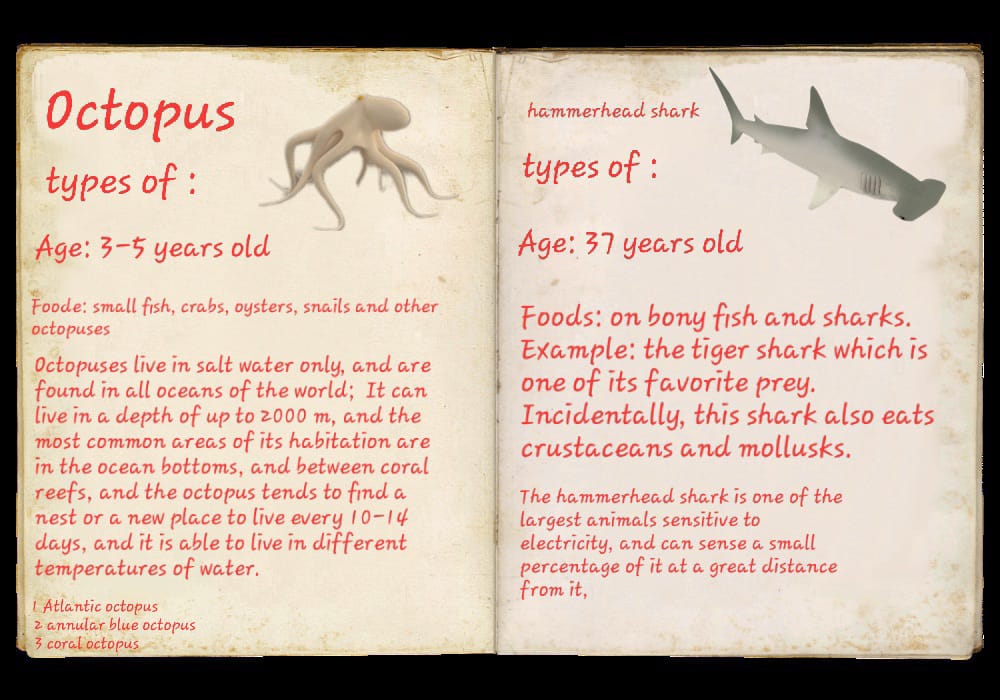 Octopus
types of :
Age: 3-5 years old
Foode: small fish, crabs, oysters, snails and other
octopuses
Octopuses live in salt water only, and are
found in all oceans of the world; It can
live in a depth of up to 2000 m, and the
most common areas of its habitation are
in the ocean bottoms, and between coral
reefs, and the octopus tends to find a
nest or a new place to live every 10-14
days, and it is able to live in different
temperatures of water.
1 Atlantic octopus
2 annular blue octopus
3 coral octopus
hammerhead shark
types of :
Age: 37 years old
Foods: on bony fish and sharks.
Example: the tiger shark which is
one of its favorite prey.
Incidentally, this shark also eats
crustaceans and mollusks.
The hammerhead shark is one of the
largest animals sensitive to
electricity, and can sense a small
percentage of it at a great distance
from it,